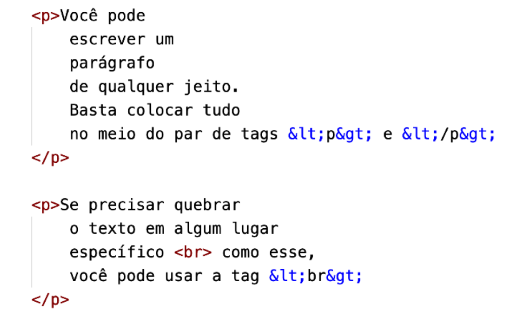 <p>Você pode
escrever um
parágrafo
de qualquer jeito.
Basta colocar tudo
no meio do par de tags &lt;p&gt; e &lt;/p&gt;
</p>
<p>Se precisar quebrar
o texto em algum lugar
específico <br> como esse,
você pode usar a tag &lt;br&gt;
</p>